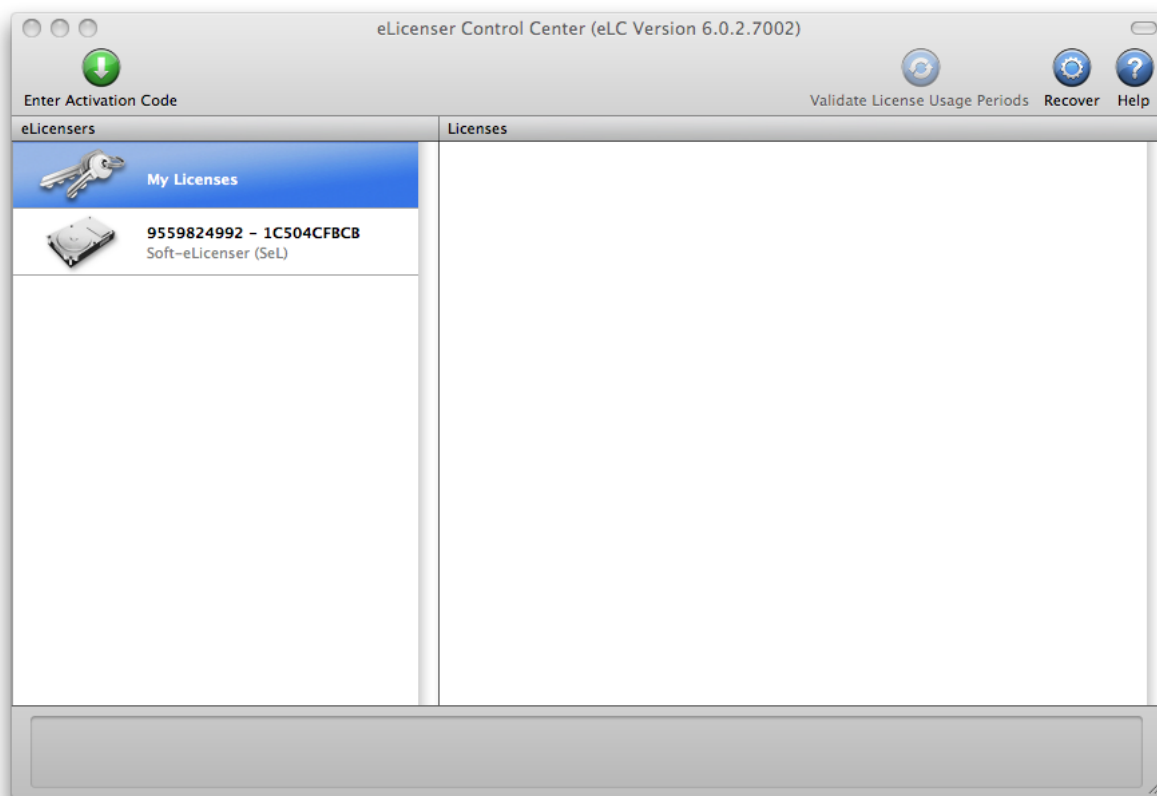 eLicenser Control Center (eLC Version 6.0.2.7002)
Enter Activation Code
Validate License Usage Periods
Recover
Help
eLicensers
Licenses
My Licenses
9559824992 – 1C504CFBCB
Soft-eLicenser (SeL)